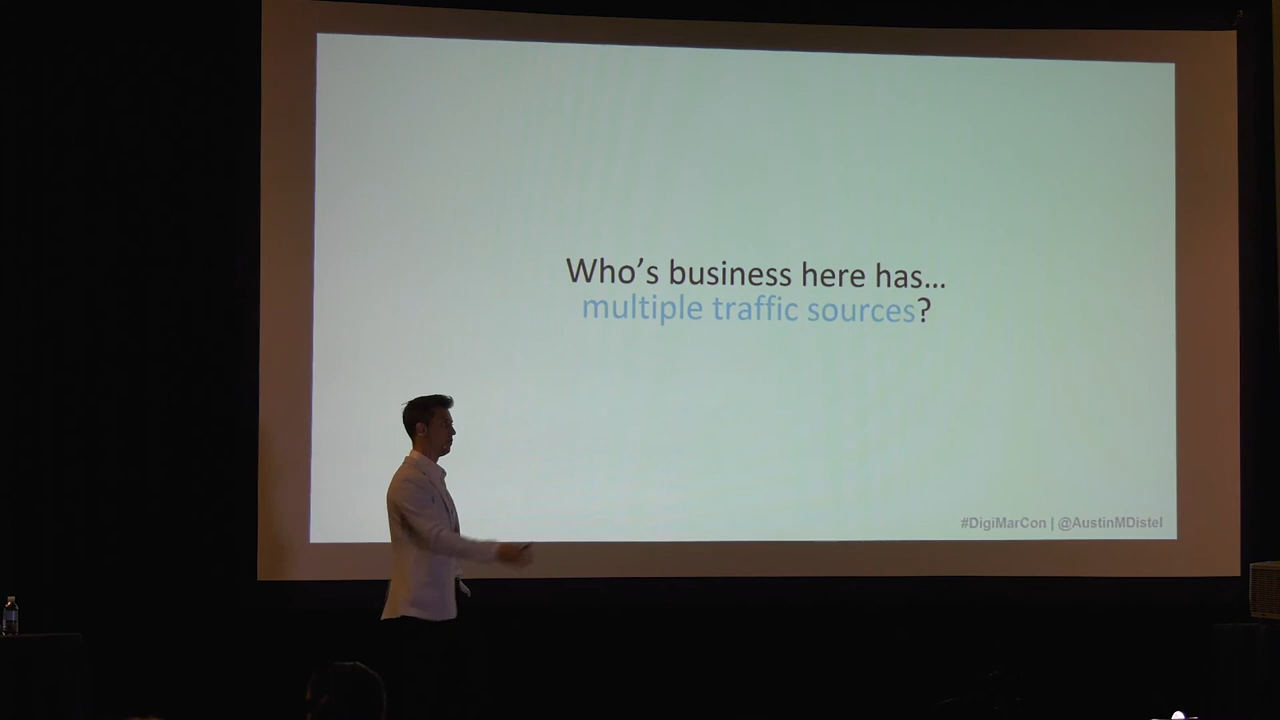 Who’s business here has...
multiple traffic sources?
#DigiMarCon | @AustinMDistel